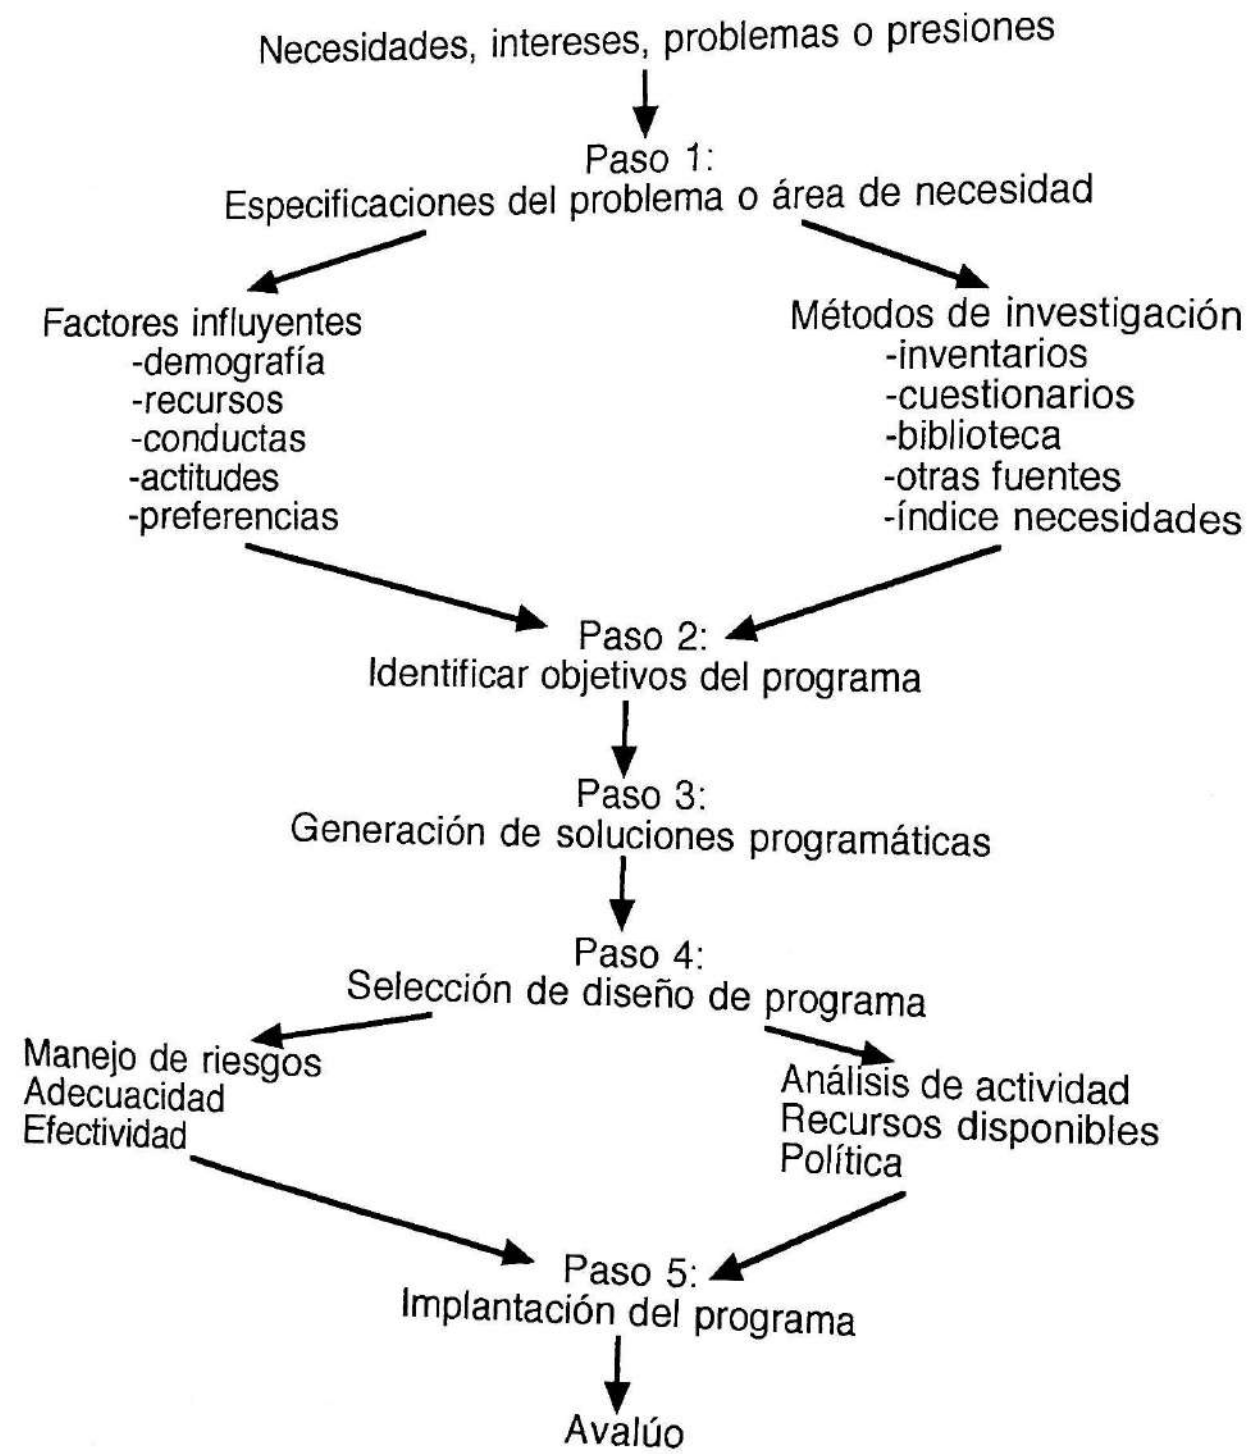 Necesidades, intereses, problemas o presiones
Paso 1:
Especificaciones del problema o área de necesidad
Factores influyentes
-demografía
-recursos
-conductas
-actitudes
-preferencias
Métodos de investigación
-inventarios
-cuestionarios
-biblioteca
-otras fuentes
-índice necesidades
Paso 2:
Identificar objetivos del programa
Paso 3:
Generación de soluciones programáticas
Paso 4:
Selección de diseño de programa
Manejo de riesgos
Adecuacidad
Efectividad
Análisis de actividad
Recursos disponibles
Política
Paso 5:
Implantación del programa
Avalúo